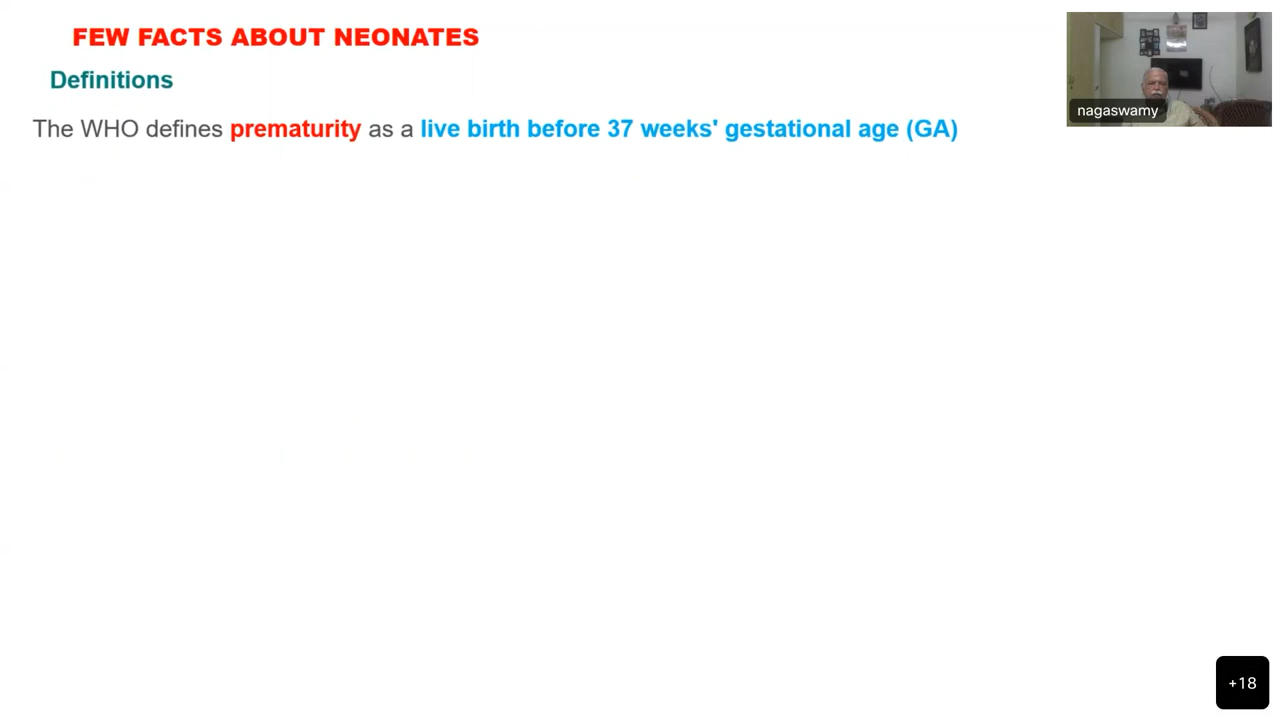 FEW FACTS ABOUT NEONATES
Definitions
The WHO defines prematurity as a live birth before 37 weeks' gestational age (GA)
nagaswamy
+18